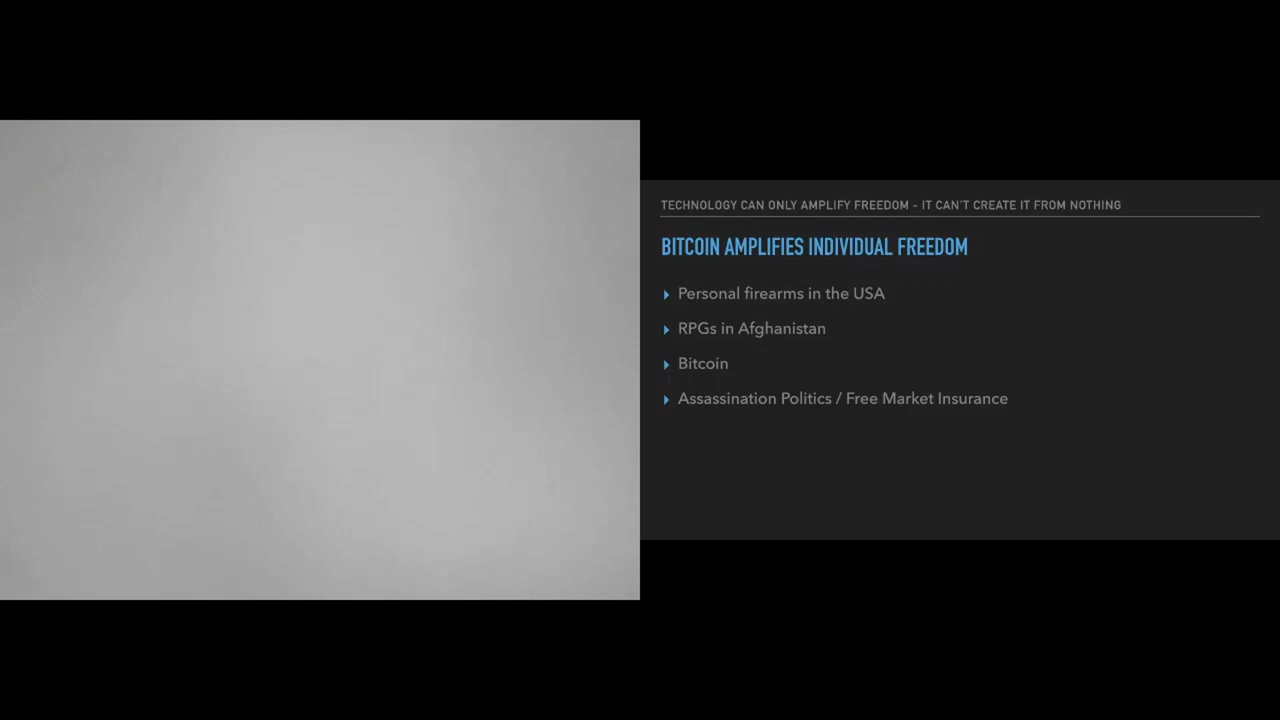 TECHNOLOGY CAN ONLY AMPLIFY FREEDOM - IT CAN'T CREATE IT FROM NOTHING
BITCOIN AMPLIFIES INDIVIDUAL FREEDOM
Personal firearms in the USA
RPGs in Afghanistan
Bitcoin
Assassination Politics / Free Market Insurance